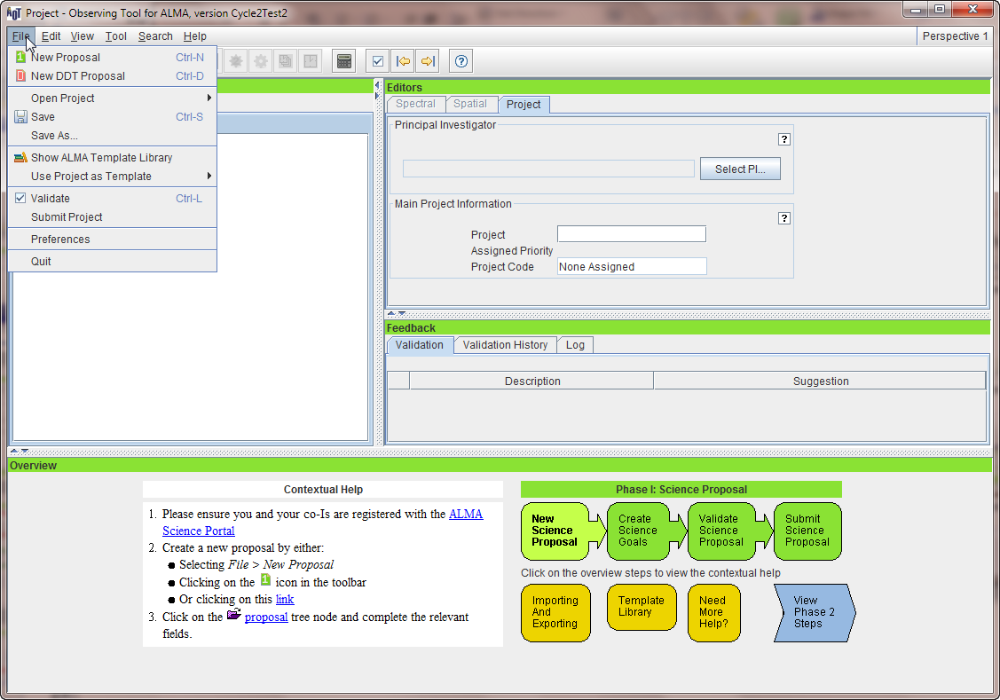 Project - Observing Tool for ALMA, version Cycle2Test2
File Edit View Tool Search Help
Perspective 1
New Proposal Ctrl-N
New DDT Proposal Ctrl-D
Open Project
Save Ctrl-S
Save As...
Show ALMA Template Library
Use Project as Template
Validate Ctrl-L
Submit Project
Preferences
Quit
Editors
Spectral Spatial Project
Principal Investigator
?
Select PI...
Main Project Information
?
Project
Assigned Priority
Project Code None Assigned
Feedback
Validation Validation History Log
Description Suggestion
Overview
Contextual Help
1. Please ensure you and your co-Is are registered with the ALMA
Science Portal
2. Create a new proposal by either:
● Selecting File > New Proposal
● Clicking on the 1 icon in the toolbar
● Or clicking on this link
3. Click on the proposal tree node and complete the relevant
fields.
Phase I: Science Proposal
New
Science
Proposal
Create
Science
Goals
Validate
Science
Proposal
Submit
Science
Proposal
Click on the overview steps to view the contextual help
Importing
And
Exporting
Template
Library
Need
More
Help?
View
Phase 2
Steps